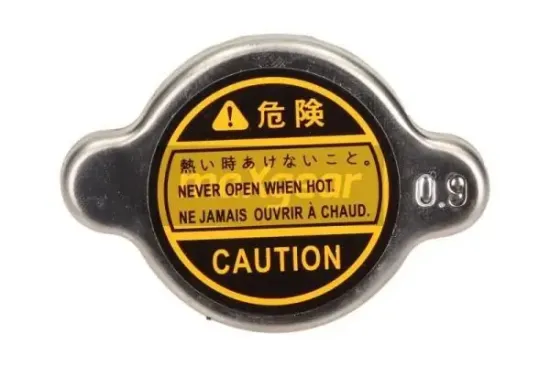 危険
熱い時あけないこと。
NEVER OPEN WHEN HOT.
NE JAMAIS OUVRIR À CHAUD.
maxgear
CAUTION
0.9